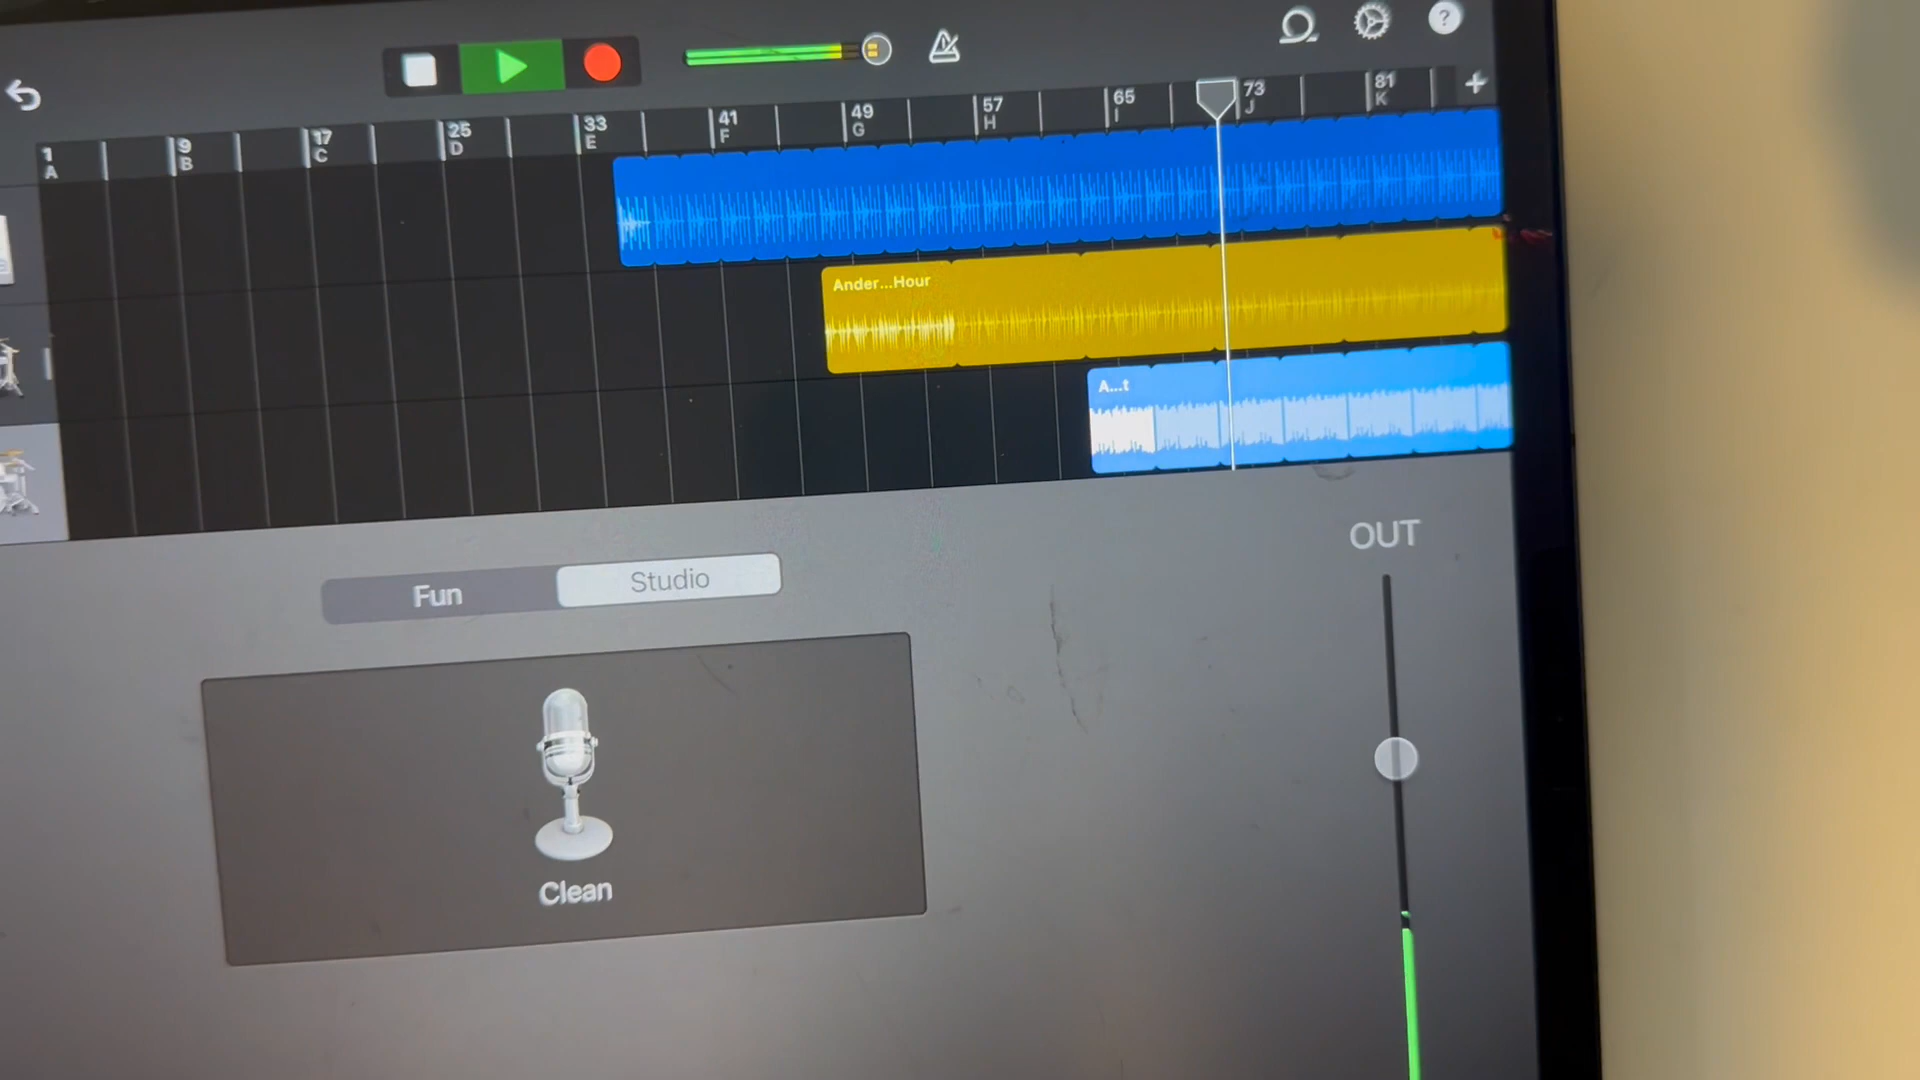 ?
1 9 17 25 33 41 49 57 65 73 81
A B C D E F G H I J K
Ander...Hour
A...t
OUT
Fun Studio
Clean